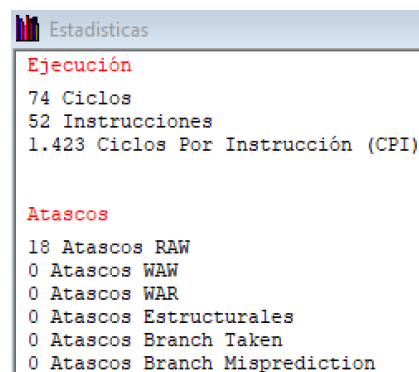 Estadisticas
Ejecución
74 Ciclos
52 Instrucciones
1.423 Ciclos Por Instrucción (CPI)
Atascos
18 Atascos RAW
0 Atascos WAW
0 Atascos WAR
0 Atascos Estructurales
0 Atascos Branch Taken
0 Atascos Branch Misprediction